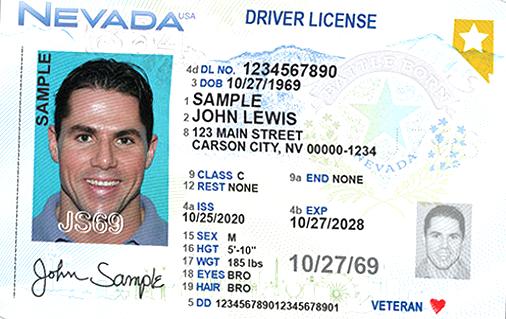 NEVADA USA DRIVER LICENSE
SAMPLE
4d DL NO. 1234567890
3 DOB 10/27/1969
1 SAMPLE
2 JOHN LEWIS
8 123 MAIN STREET
CARSON CITY, NV 00000-1234
BATTLE BORN
NEVADA
9 CLASS C 9a END NONE
12 REST NONE
4a ISS 4b EXP
10/25/2020 10/27/2028
JS69
15 SEX M
16 HGT 5'-10"
17 WGT 185 lbs 10/27/69
18 EYES BRO
19 HAIR BRO
John Sample
5 DD 12345678901234578901 VETERAN